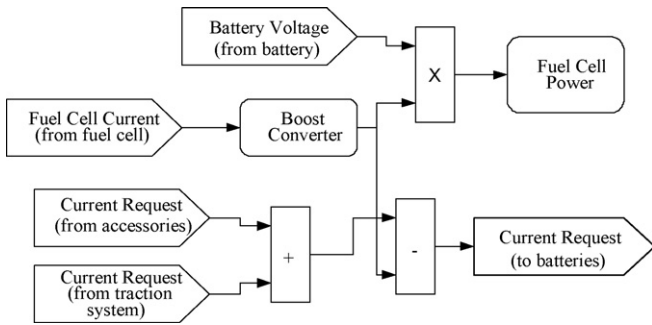 Battery Voltage
(from battery)
X
Fuel Cell
Power
Fuel Cell Current
(from fuel cell)
Boost
Converter
Current Request
(from accessories)
+
-
Current Request
(to batteries)
Current Request
(from traction
system)